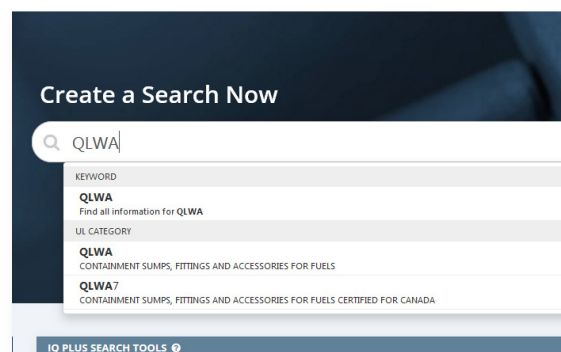 Create a Search Now
QLWA
KEYWORD
QLWA
Find all information for QLWA
UL CATEGORY
QLWA
CONTAINMENT SUMPS, FITTINGS AND ACCESSORIES FOR FUELS
QLWA7
CONTAINMENT SUMPS, FITTINGS AND ACCESSORIES FOR FUELS CERTIFIED FOR CANADA
IQ PLUS SEARCH TOOLS ?